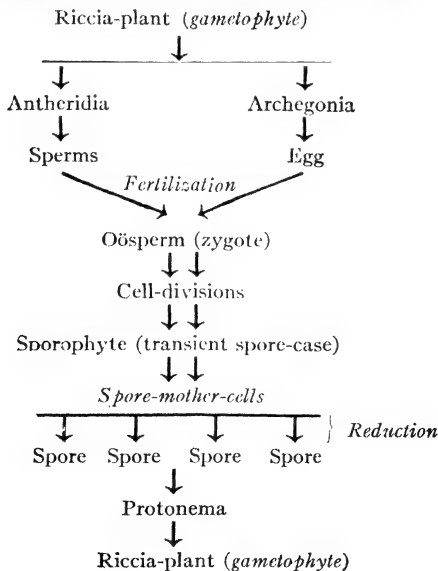 Riccia-plant (gametophyte)
Antheridia Archegonia
Sperms Egg
Fertilization
Oösperm (zygote)
Cell-divisions
Sporophyte (transient spore-case)
Spore-mother-cells
Reduction
Spore Spore Spore Spore
Protonema
Riccia-plant (gametophyte)